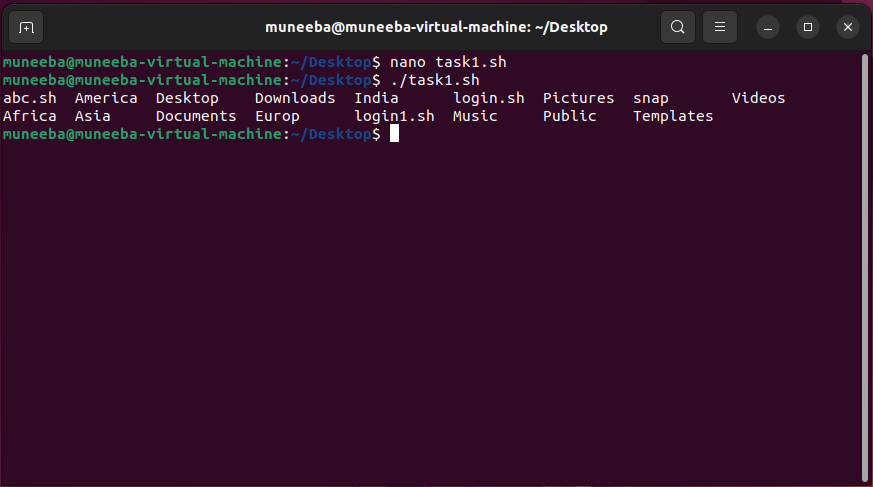 muneeba@muneeba-virtual-machine: ~/Desktop
muneeba@muneeba-virtual-machine:~/Desktop$ nano task1.sh
muneeba@muneeba-virtual-machine:~/Desktop$ ./task1.sh
abc.sh  America  Desktop    Downloads  India      login.sh  Pictures  snap       Videos
Africa  Asia     Documents  Europ      login1.sh  Music     Public    Templates
muneeba@muneeba-virtual-machine:~/Desktop$